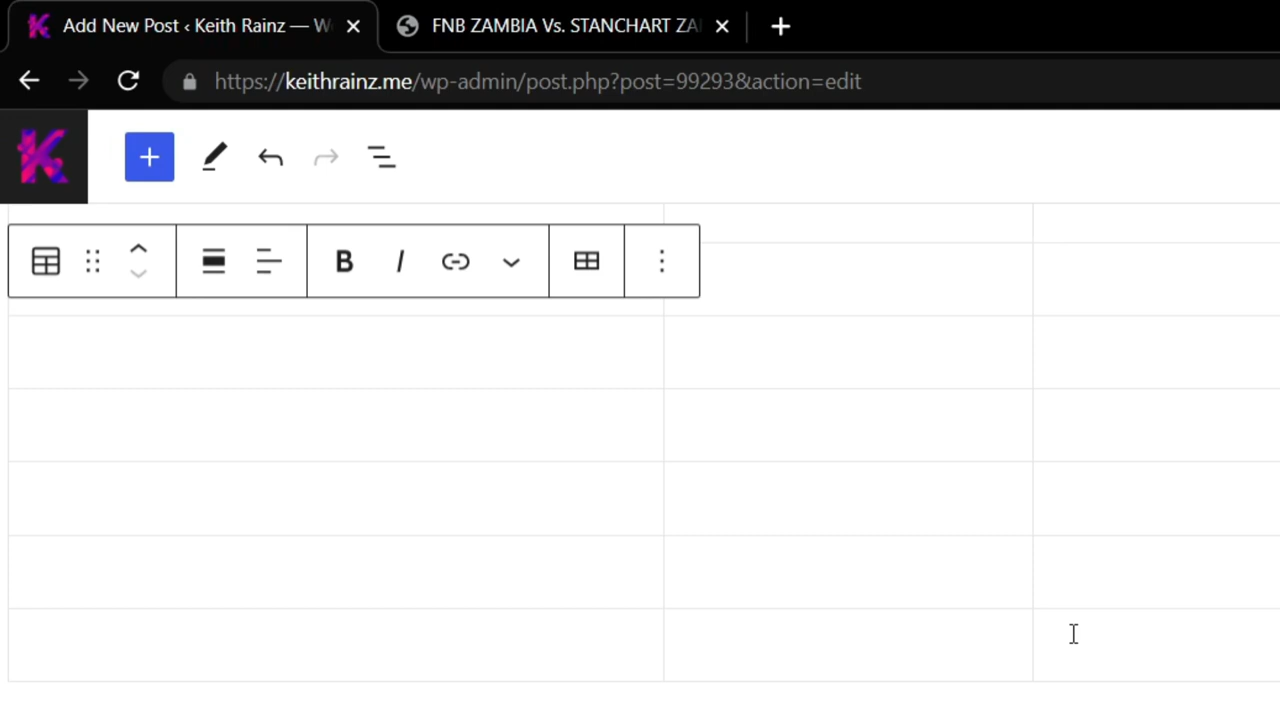 Add New Post ‹ Keith Rainz — W
FNB ZAMBIA Vs. STANCHART ZA
https://keithrainz.me/wp-admin/post.php?post=99293&action=edit
B I